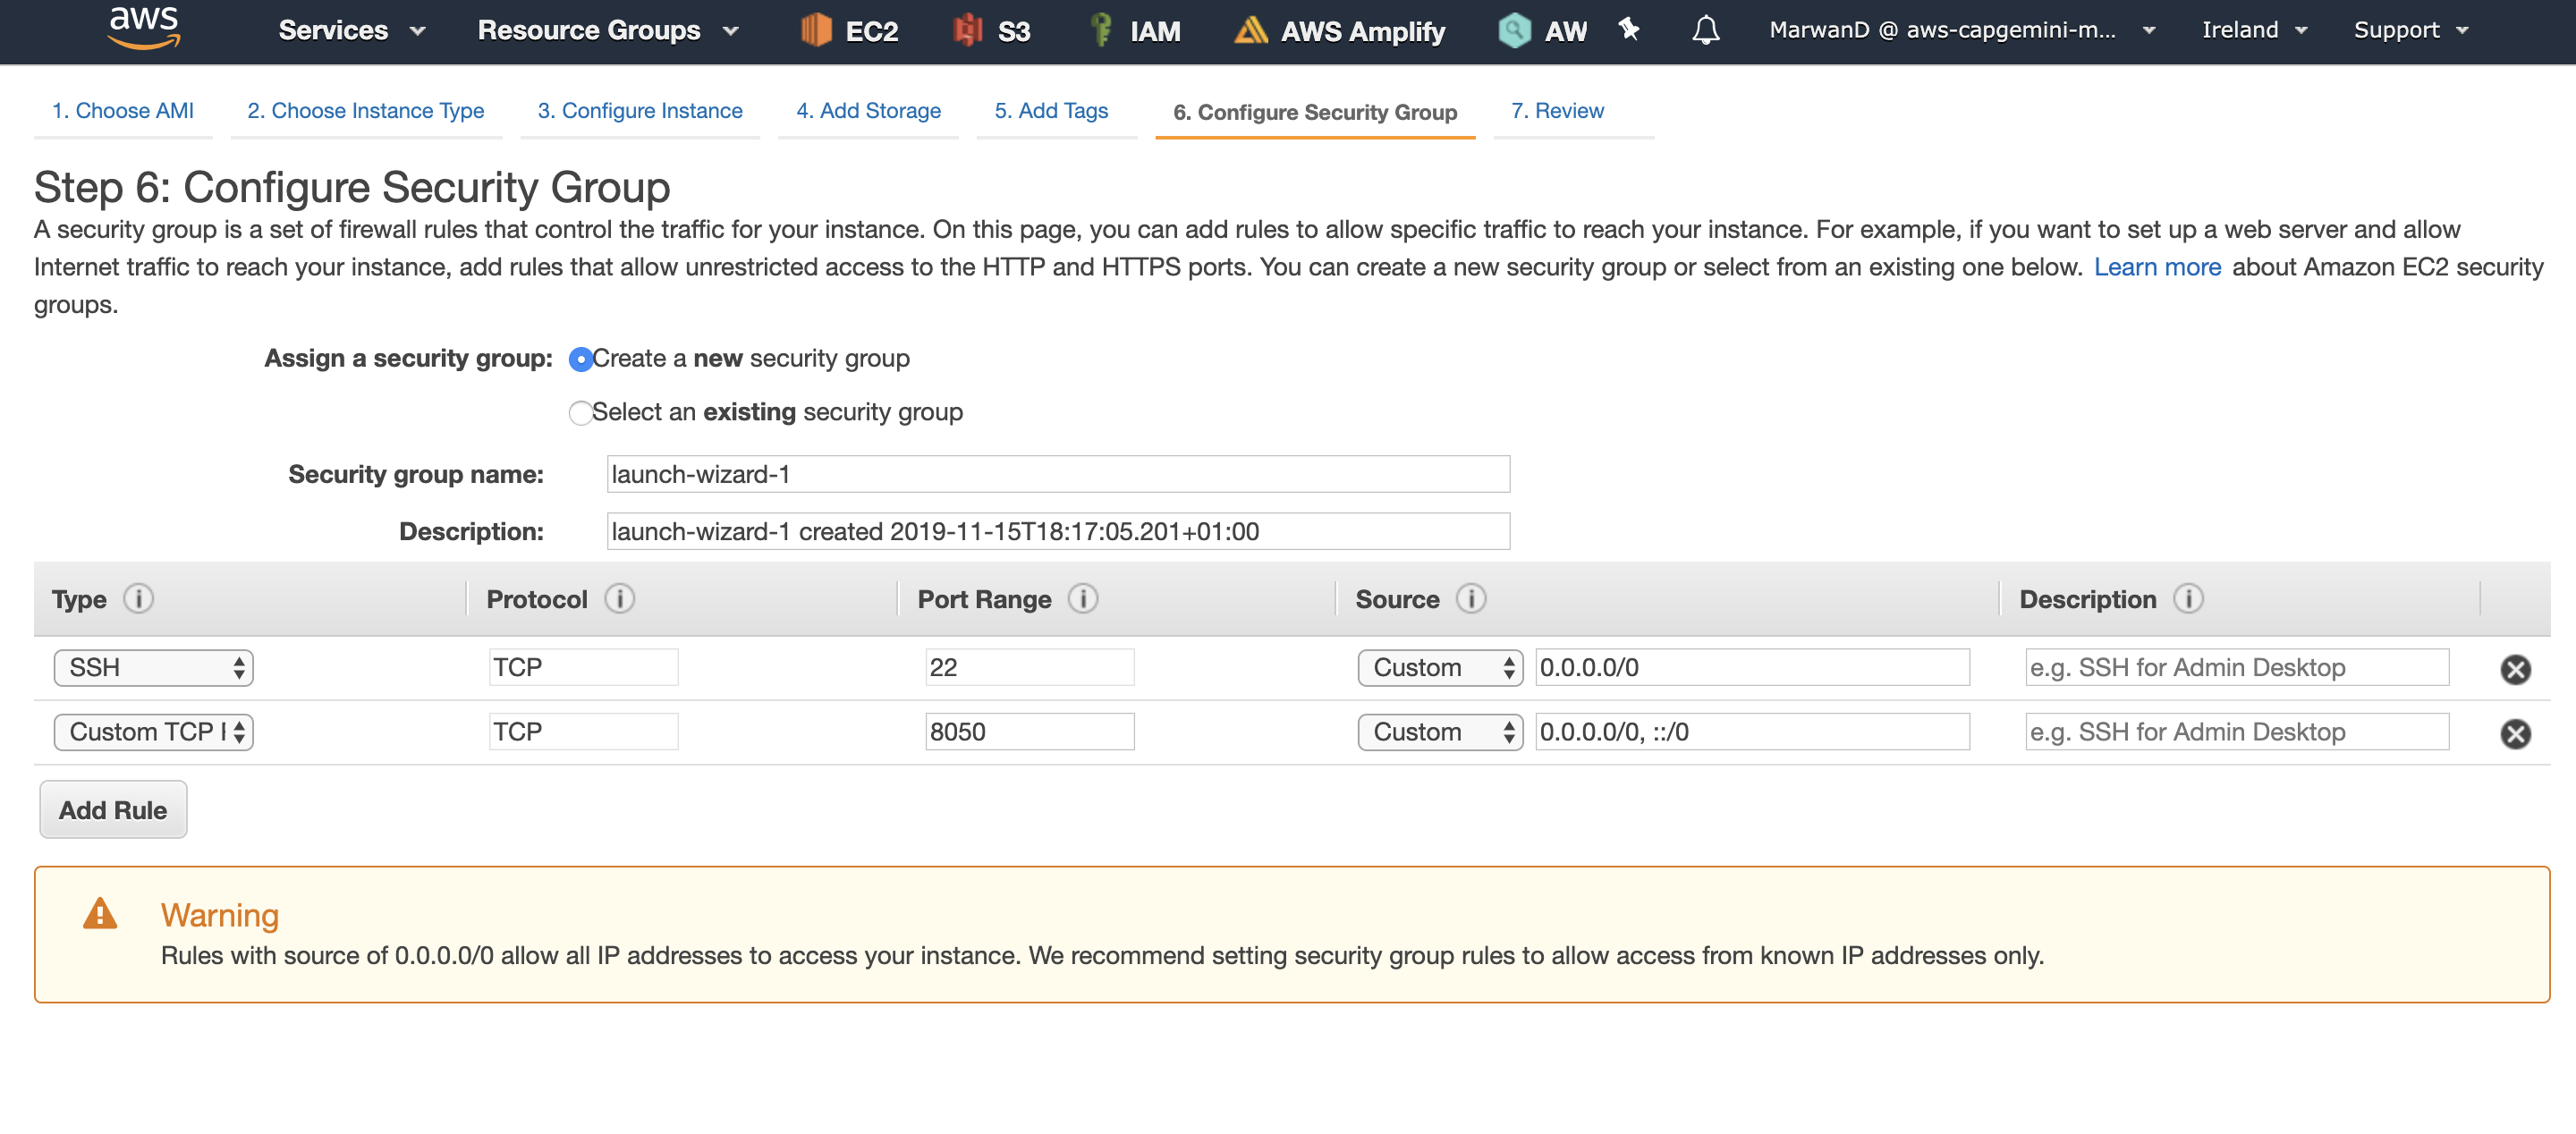 aws Services Resource Groups EC2 S3 IAM AWS Amplify AW MarwanD @ aws-capgemini-m... Ireland Support
1. Choose AMI 2. Choose Instance Type 3. Configure Instance 4. Add Storage 5. Add Tags 6. Configure Security Group 7. Review
Step 6: Configure Security Group
A security group is a set of firewall rules that control the traffic for your instance. On this page, you can add rules to allow specific traffic to reach your instance. For example, if you want to set up a web server and allow
Internet traffic to reach your instance, add rules that allow unrestricted access to the HTTP and HTTPS ports. You can create a new security group or select from an existing one below. Learn more about Amazon EC2 security
groups.
Assign a security group: Create a new security group
Select an existing security group
Security group name: launch-wizard-1
Description: launch-wizard-1 created 2019-11-15T18:17:05.201+01:00
Type Protocol Port Range Source Description
SSH TCP 22 Custom 0.0.0.0/0 e.g. SSH for Admin Desktop
Custom TCP TCP 8050 Custom 0.0.0.0/0, ::/0 e.g. SSH for Admin Desktop
Add Rule
Warning
Rules with source of 0.0.0.0/0 allow all IP addresses to access your instance. We recommend setting security group rules to allow access from known IP addresses only.